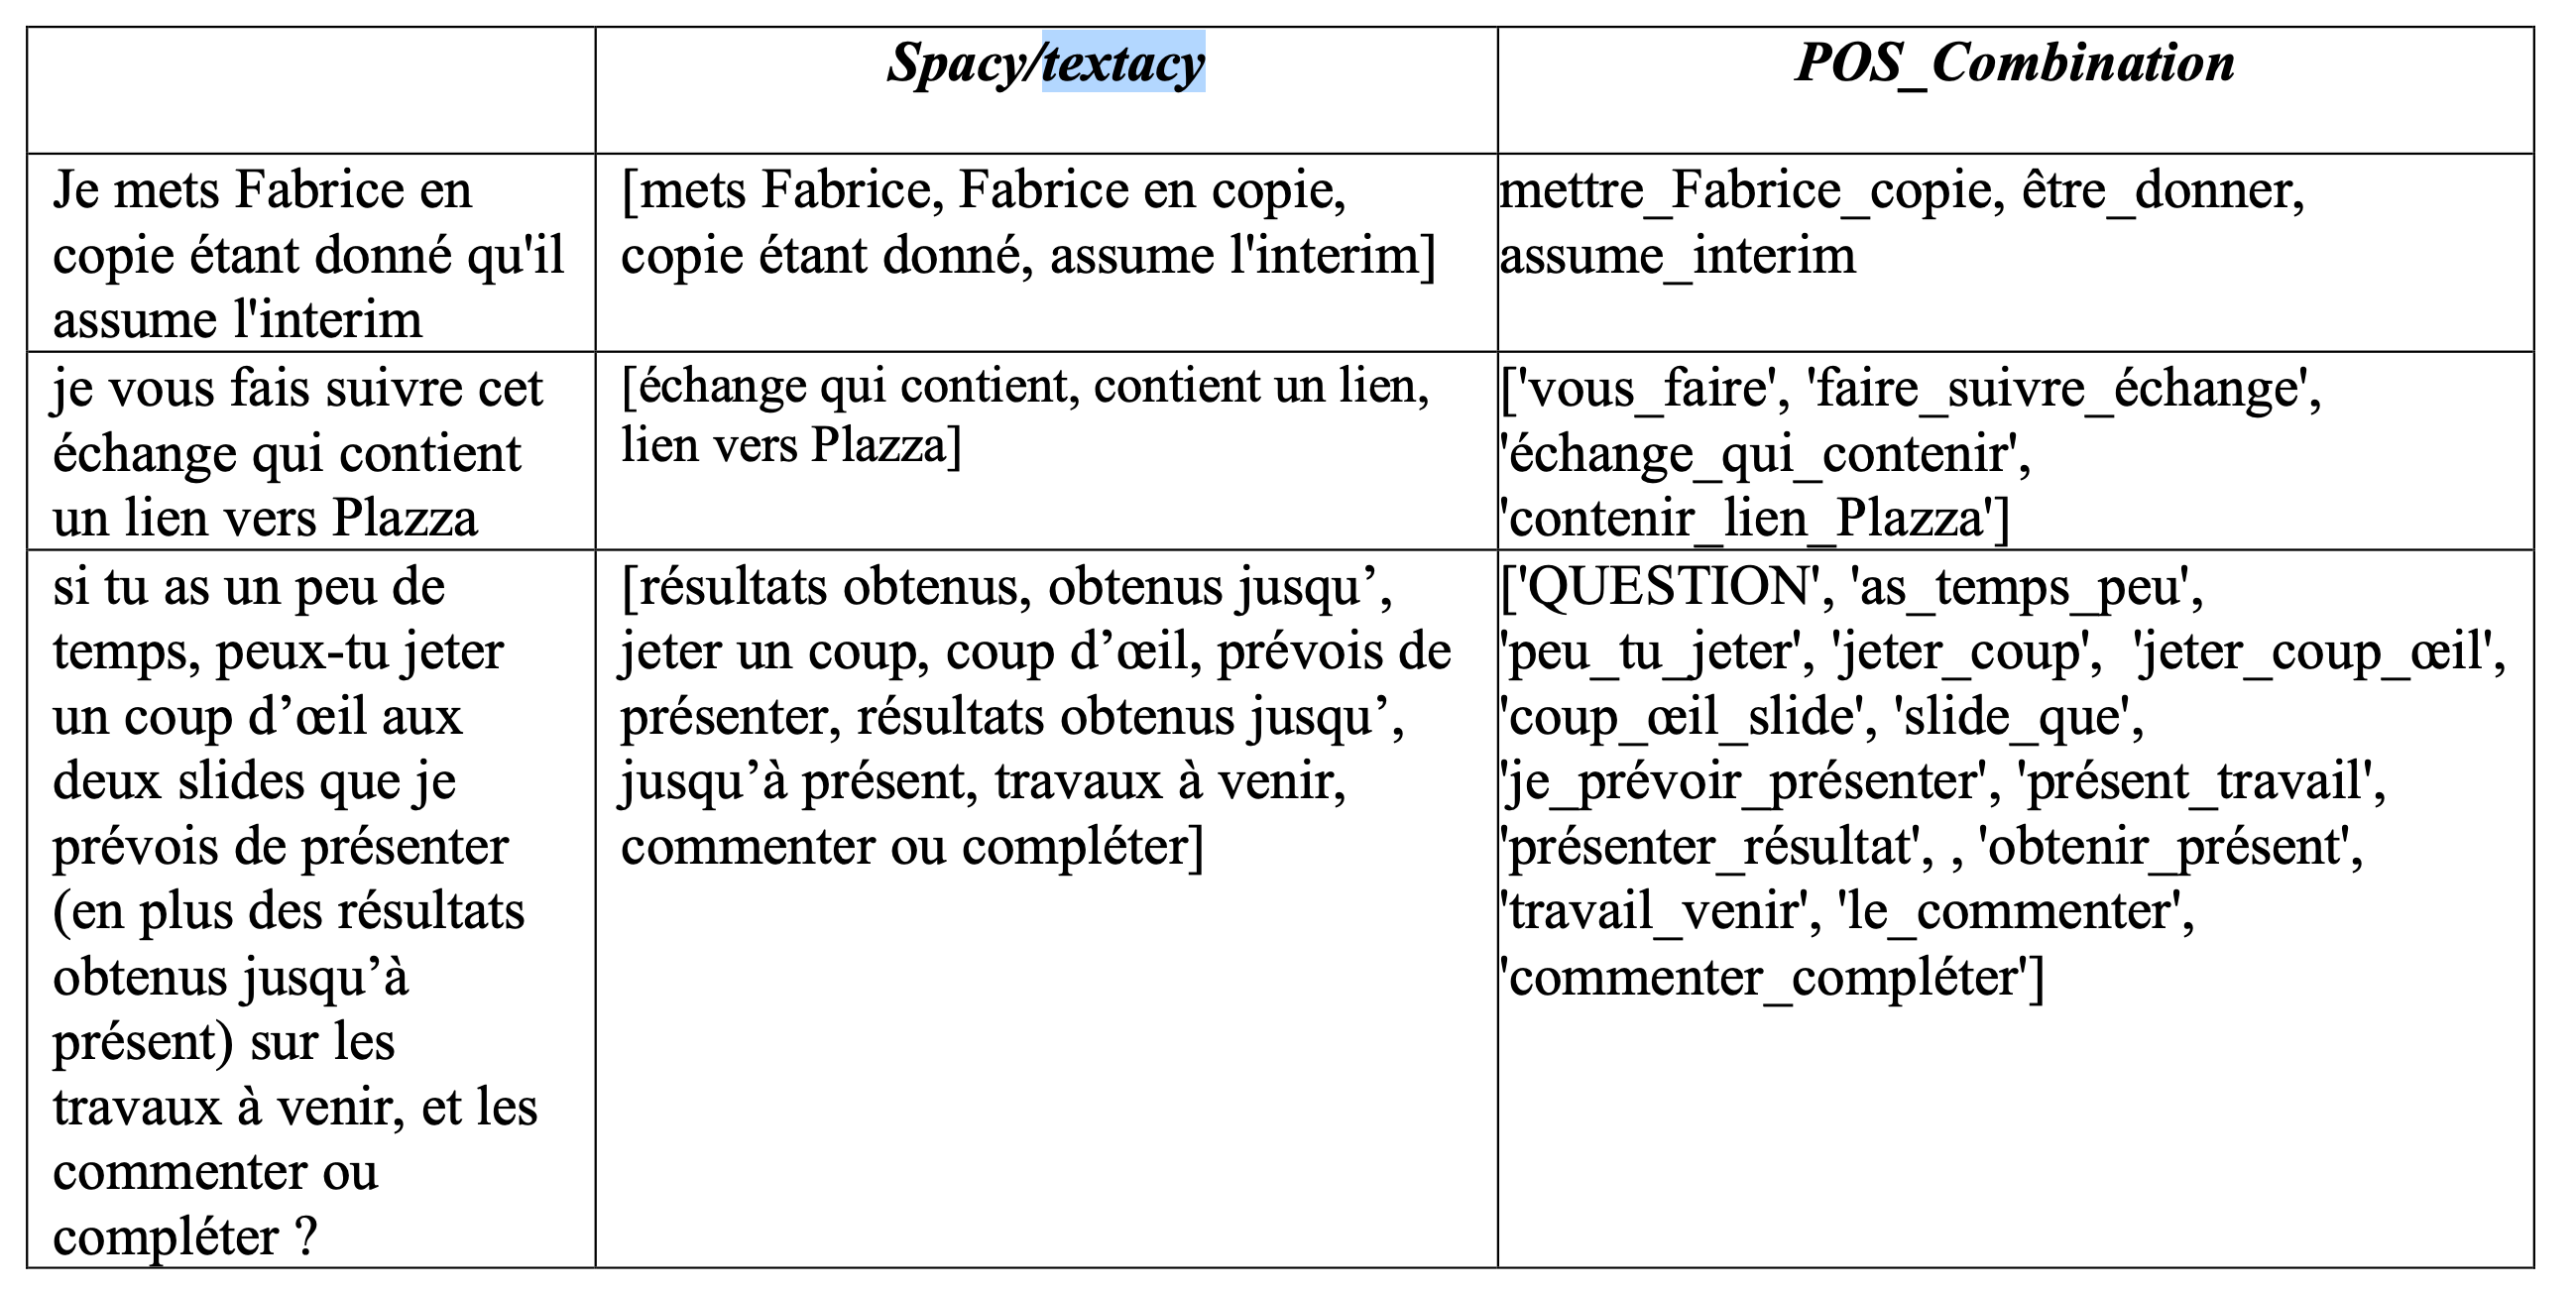 Spacy/textacy
POS_Combination
Je mets Fabrice en
copie étant donné qu'il
assume l'interim
[mets Fabrice, Fabrice en copie,
copie étant donné, assume l'interim]
mettre_Fabrice_copie, être_donner,
assume_interim
je vous fais suivre cet
échange qui contient
un lien vers Plazza
[échange qui contient, contient un lien,
lien vers Plazza]
['vous_faire', 'faire_suivre_échange',
'échange_qui_contenir',
'contenir_lien_Plazza']
si tu as un peu de
temps, peux-tu jeter
un coup d’œil aux
deux slides que je
prévois de présenter
(en plus des résultats
obtenus jusqu’à
présent) sur les
travaux à venir, et les
commenter ou
compléter ?
[résultats obtenus, obtenus jusqu’,
jeter un coup, coup d’œil, prévois de
présenter, résultats obtenus jusqu’,
jusqu’à présent, travaux à venir,
commenter ou compléter]
['QUESTION', 'as_temps_peu',
'peu_tu_jeter', 'jeter_coup', 'jeter_coup_œil',
'coup_œil_slide', 'slide_que',
'je_prévoir_présenter', 'présent_travail',
'présenter_résultat', , 'obtenir_présent',
'travail_venir', 'le_commenter',
'commenter_compléter']